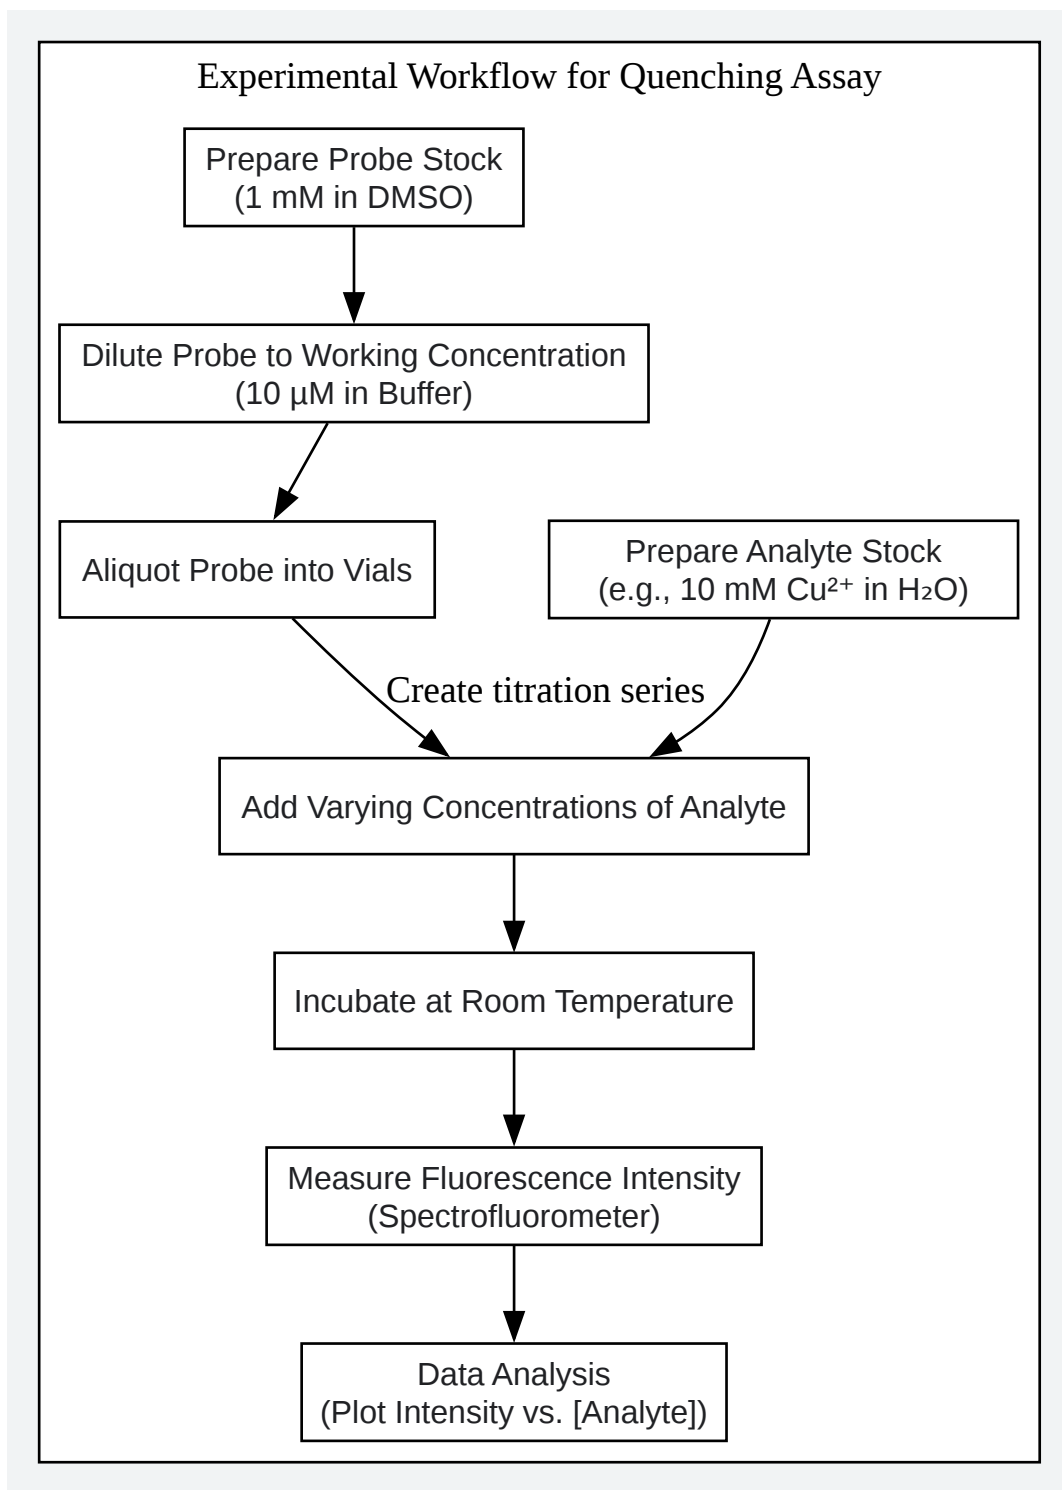 Experimental Workflow for Quenching Assay
Prepare Probe Stock
(1 mM in DMSO)
Dilute Probe to Working Concentration
(10 µM in Buffer)
Aliquot Probe into Vials
Prepare Analyte Stock
(e.g., 10 mM Cu²⁺ in H₂O)
Create titration series
Add Varying Concentrations of Analyte
Incubate at Room Temperature
Measure Fluorescence Intensity
(Spectrofluorometer)
Data Analysis
(Plot Intensity vs. [Analyte])